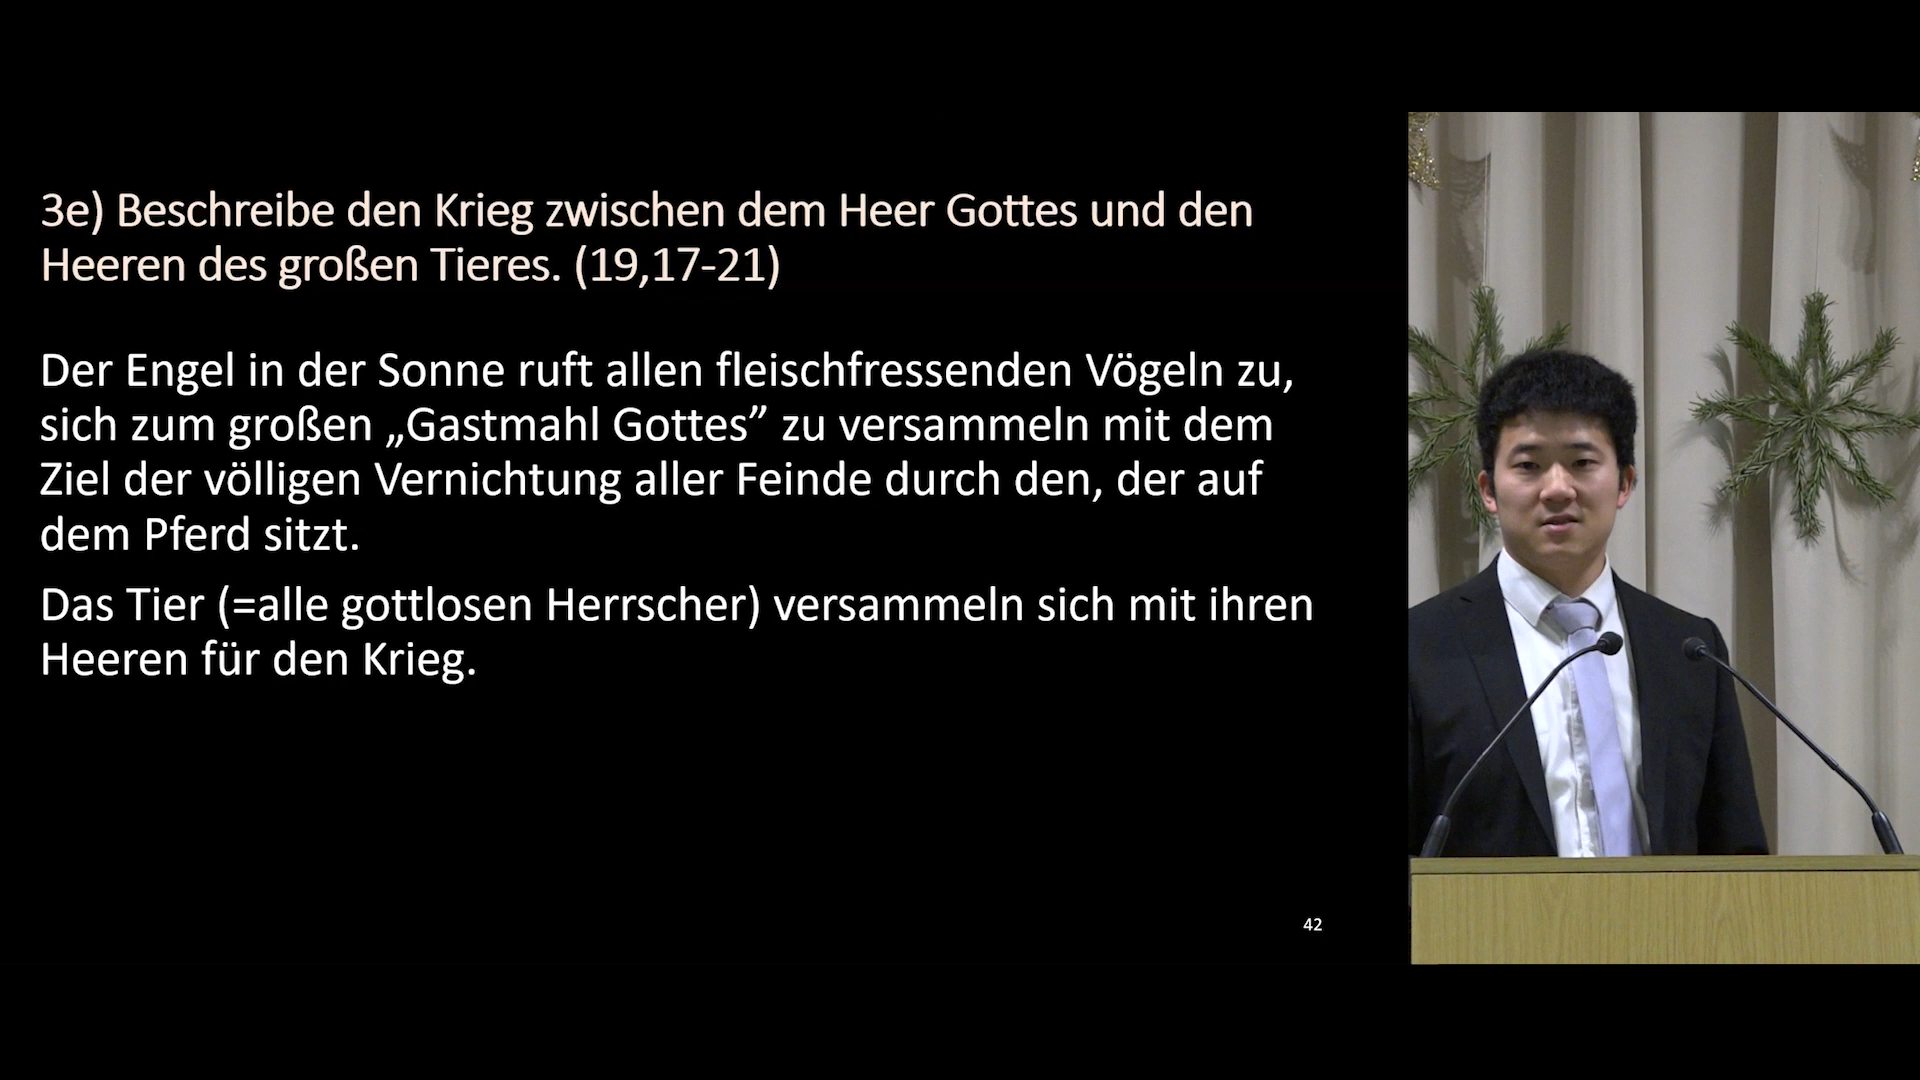 3e) Beschreibe den Krieg zwischen dem Heer Gottes und den
Heeren des großen Tieres. (19,17-21)
Der Engel in der Sonne ruft allen fleischfressenden Vögeln zu,
sich zum großen „Gastmahl Gottes” zu versammeln mit dem
Ziel der völligen Vernichtung aller Feinde durch den, der auf
dem Pferd sitzt.
Das Tier (=alle gottlosen Herrscher) versammeln sich mit ihren
Heeren für den Krieg.
42